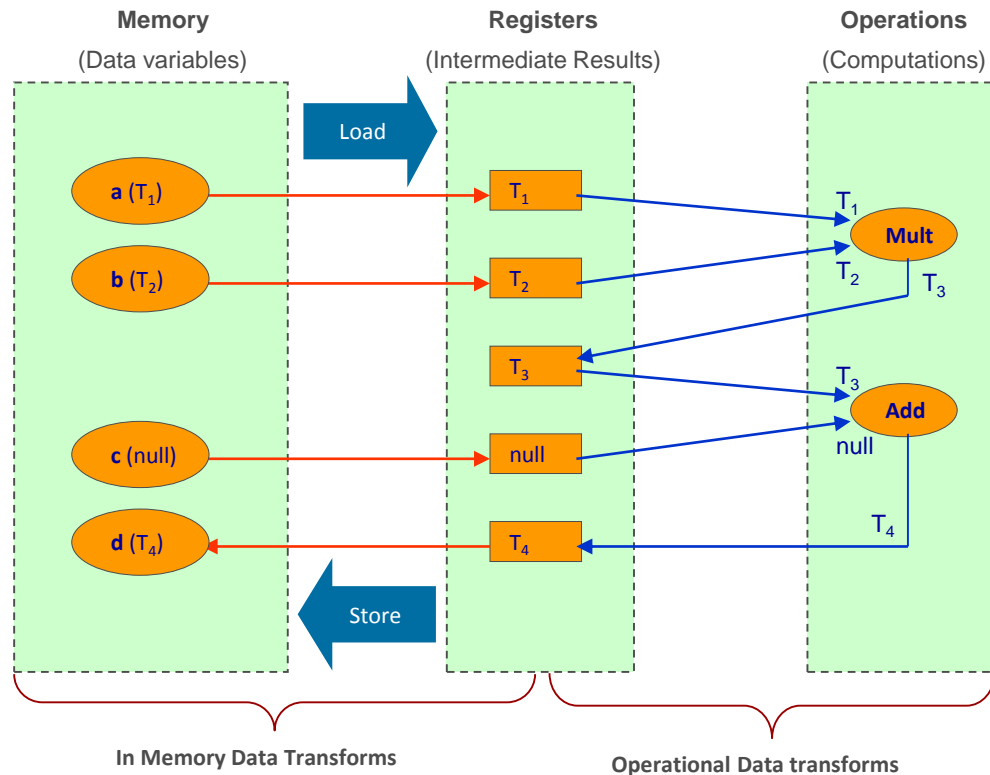 Memory
(Data variables)
Registers
(Intermediate Results)
Operations
(Computations)
Load
a (T₁)
T₁
T₁
Mult
b (T₂)
T₂
T₂
T₃
T₃
T₃
Add
c (null)
null
null
d (T₄)
T₄
T₄
Store
In Memory Data Transforms
Operational Data transforms